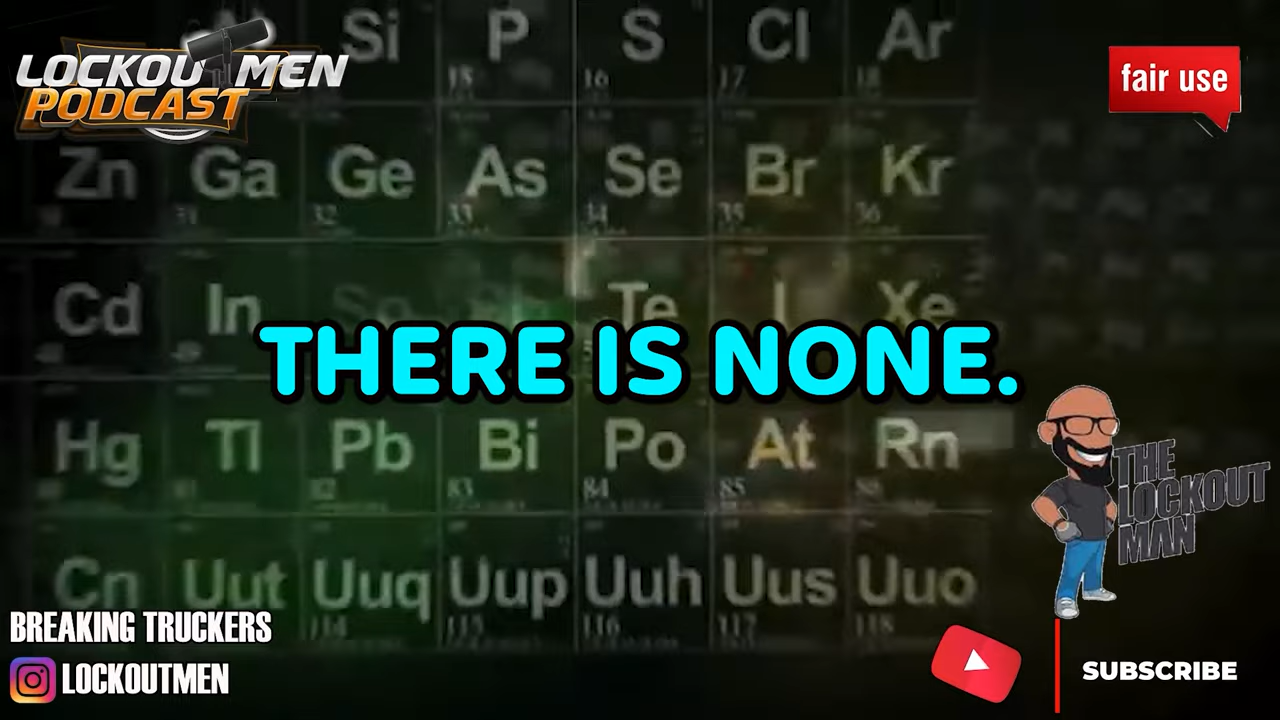 LOCKOUTMEN
PODCAST
fair use
Si P S Cl Ar
15 16 17 18
Zn Ga Ge As Se Br Kr
31 32 33 34 35 36
Cd In Te I Xe
THERE IS NONE.
Hg Tl Pb Bi Po At Rn
82 83 84 85 86
THE
LOCKOUT
MAN
Cn Uut Uuq Uup Uuh Uus Uuo
114 115 116 117 118
BREAKING TRUCKERS
LOCKOUTMEN
SUBSCRIBE